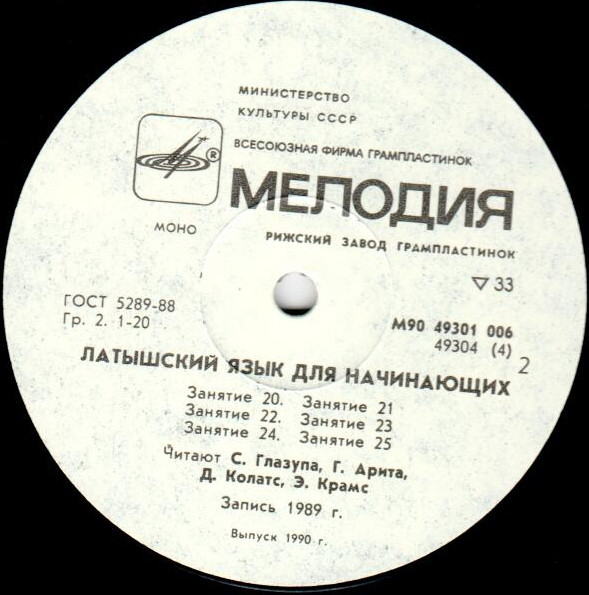 МИНИСТЕРСТВО
КУЛЬТУРЫ СССР
ВСЕСОЮЗНАЯ ФИРМА ГРАМПЛАСТИНОК
®
МЕЛОДИЯ
МОНО
РИЖСКИЙ ЗАВОД ГРАМПЛАСТИНОК
▽ 33
ГОСТ 5289-88
Гр. 2. 1-20
М90 49301 006
49304 (4)
2
ЛАТЫШСКИЙ ЯЗЫК ДЛЯ НАЧИНАЮЩИХ
Занятие 20. Занятие 21
Занятие 22. Занятие 23
Занятие 24. Занятие 25
Читают С. Глазупа, Г. Арита,
Д. Колатс, Э. Крамс
Запись 1989 г.
Выпуск 1990 г.